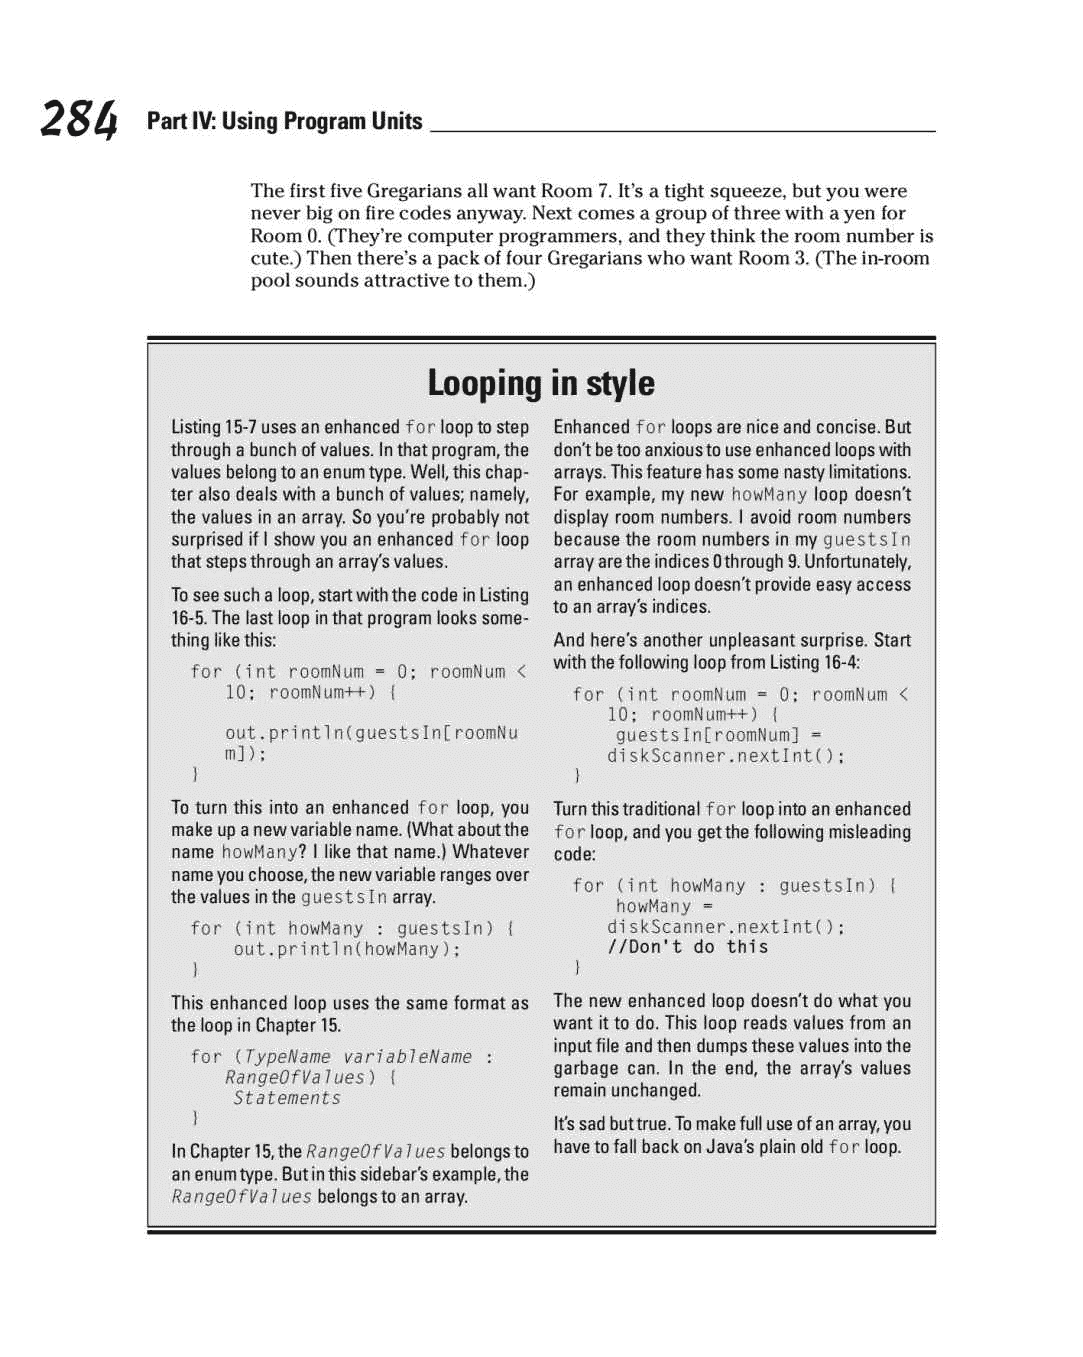 284 Part IV: Using Program Units
The first five Gregarians all want Room 7. It's a tight squeeze, but you were
never big on fire codes anyway. Next comes a group of three with a yen for
Room 0. (They're computer programmers, and they think the room number is
cute.) Then there's a pack of four Gregarians who want Room 3. (The in-room
pool sounds attractive to them.)
Looping in style
Listing 15-7 uses an enhanced for loop to step
through a bunch of values. In that program, the
values belong to an enum type. Well, this chap-
ter also deals with a bunch of values; namely,
the values in an array. So you're probably not
surprised if I show you an enhanced for loop
that steps through an array's values.
To see such a loop, start with the code in Listing
16-5. The last loop in that program looks some-
thing like this:
for (int roomNum = 0; roomNum <
10; roomNum++) {
out.println(guestsIn[roomNu
m]);
}
To turn this into an enhanced for loop, you
make up a new variable name. (What about the
name howMany? I like that name.) Whatever
name you choose, the new variable ranges over
the values in the guestsIn array.
for (int howMany : guestsIn) {
out.println(howMany);
}
This enhanced loop uses the same format as
the loop in Chapter 15.
for (TypeName variableName :
RangeOfValues) {
Statements
}
In Chapter 15, the RangeOfValues belongs to
an enum type. But in this sidebar's example, the
RangeOfValues belongs to an array.
Enhanced for loops are nice and concise. But
don't be too anxious to use enhanced loops with
arrays. This feature has some nasty limitations.
For example, my new howMany loop doesn't
display room numbers. I avoid room numbers
because the room numbers in my guestsIn
array are the indices 0 through 9. Unfortunately,
an enhanced loop doesn't provide easy access
to an array's indices.
And here's another unpleasant surprise. Start
with the following loop from Listing 16-4:
for (int roomNum = 0; roomNum <
10; roomNum++) {
guestsIn[roomNum] =
diskScanner.nextInt();
}
Turn this traditional for loop into an enhanced
for loop, and you get the following misleading
code:
for (int howMany : guestsIn) {
howMany =
diskScanner.nextInt();
//Don't do this
}
The new enhanced loop doesn't do what you
want it to do. This loop reads values from an
input file and then dumps these values into the
garbage can. In the end, the array's values
remain unchanged.
It's sad but true. To make full use of an array, you
have to fall back on Java's plain old for loop.